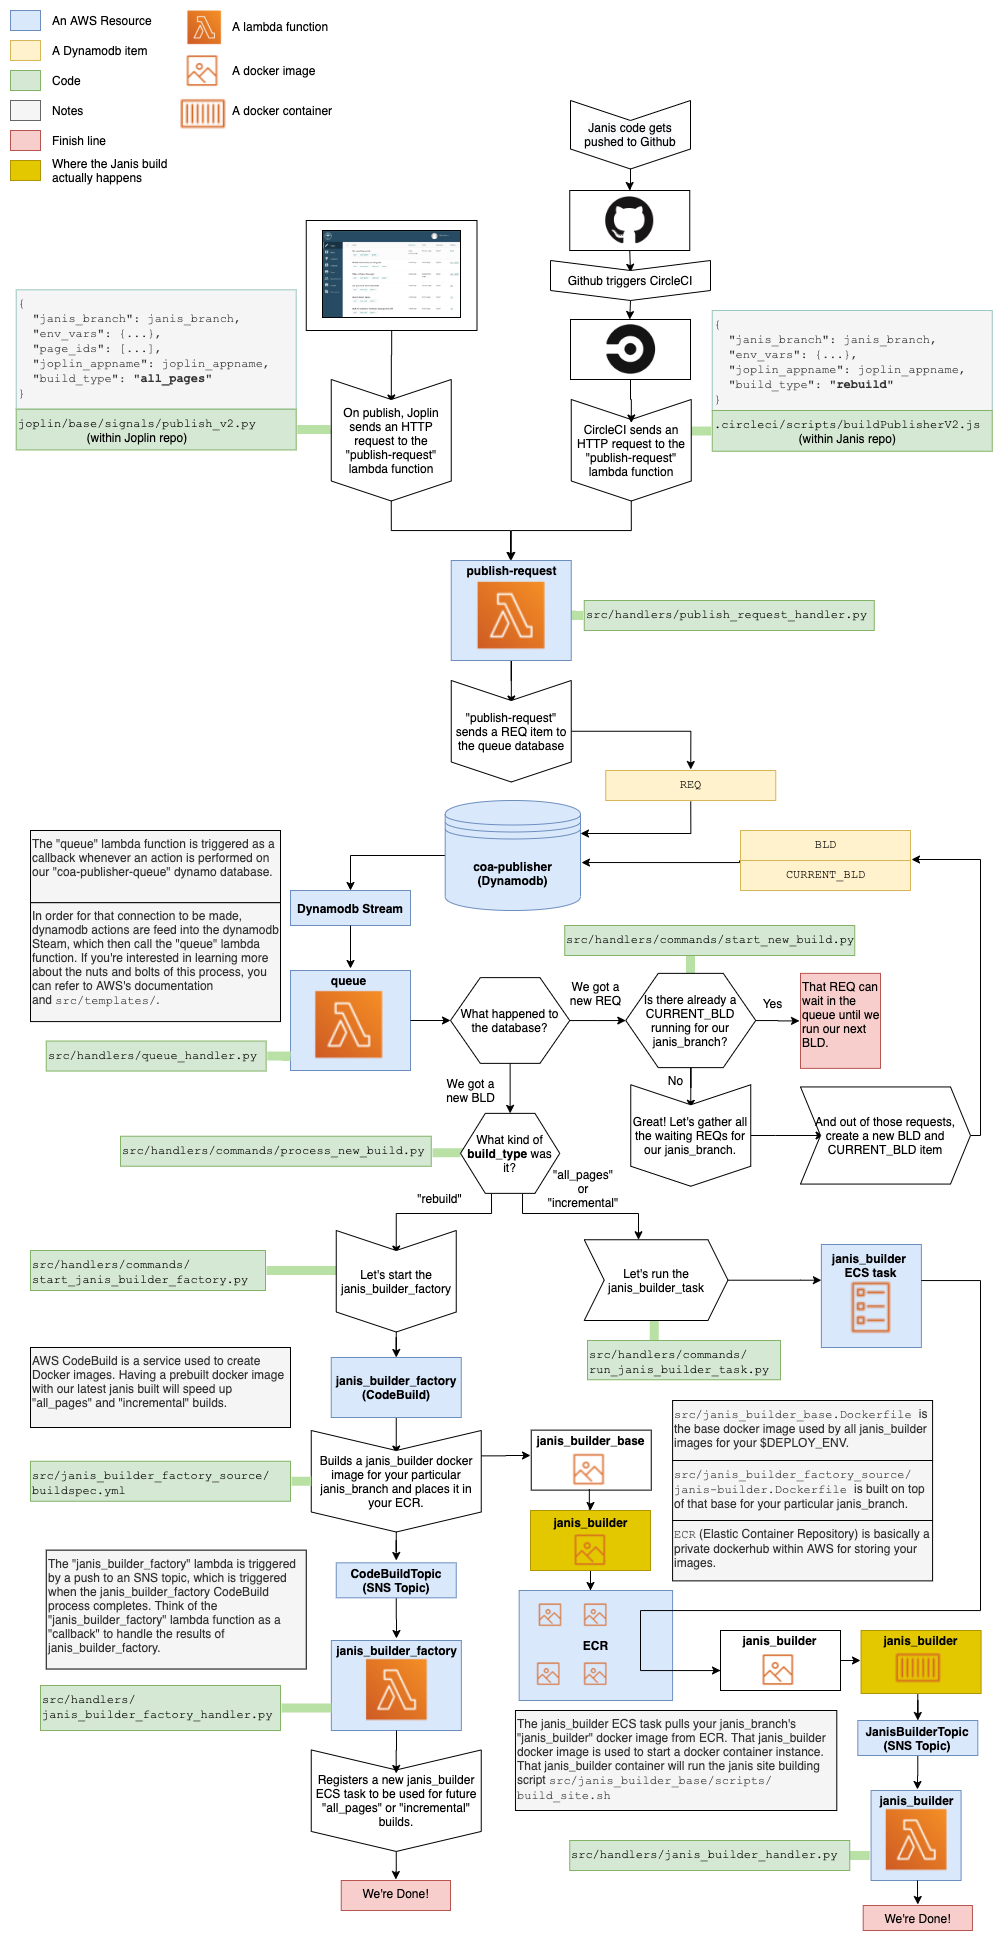 An AWS Resource
A Dynamodb item
Code
Notes
Finish line
Where the Janis build
actually happens
A lambda function
A docker image
A docker container
Janis code gets
pushed to Github
Github triggers CircleCI
{
"janis_branch": janis_branch,
"env_vars": {...},
"page_ids": [...],
"joplin_appname": joplin_appname,
"build_type": "all_pages"
}
joplin/base/signals/publish_v2.py
(within Joplin repo)
On publish, Joplin
sends an HTTP
request to the
"publish-request"
lambda function
CircleCI sends an
HTTP request to the
"publish-request"
lambda function
{
"janis_branch": janis_branch,
"env_vars": {...},
"joplin_appname": joplin_appname,
"build_type": "rebuild"
}
.circleci/scripts/buildPublisherV2.js
(within Janis repo)
publish-request
src/handlers/publish_request_handler.py
"publish-request"
sends a REQ item to
the queue database
REQ
coa-publisher
(Dynamodb)
BLD
CURRENT_BLD
The "queue" lambda function is triggered as a
callback whenever an action is performed on
our "coa-publisher-queue" dynamo database.
In order for that connection to be made,
dynamodb actions are feed into the dynamodb
Steam, which then call the "queue" lambda
function. If you're interested in learning more
about the nuts and bolts of this process, you
can refer to AWS's documentation
and src/templates/.
Dynamodb Stream
queue
src/handlers/queue_handler.py
What happened to
the database?
We got a
new REQ
src/handlers/commands/start_new_build.py
Is there already a
CURRENT_BLD
running for our
janis_branch?
Yes
That REQ can
wait in the
queue until we
run our next
BLD.
No
Great! Let's gather all
the waiting REQs for
our janis_branch.
And out of those requests,
create a new BLD and
CURRENT_BLD item
We got a
new BLD
src/handlers/commands/process_new_build.py
What kind of
build_type was
it?
"rebuild"
"all_pages"
or
"incremental"
src/handlers/commands/
start_janis_builder_factory.py
Let's start the
janis_builder_factory
Let's run the
janis_builder_task
janis_builder
ECS task
src/handlers/commands/
run_janis_builder_task.py
AWS CodeBuild is a service used to create
Docker images. Having a prebuilt docker image
with our latest janis built will speed up
"all_pages" and "incremental" builds.
janis_builder_factory
(CodeBuild)
src/janis_builder_factory_source/
buildspec.yml
Builds a janis_builder docker
image for your particular
janis_branch and places it in
your ECR.
janis_builder_base
janis_builder
src/janis_builder_base.Dockerfile is
the base docker image used by all janis_builder
images for your $DEPLOY_ENV.
src/janis_builder_factory_source/
janis-builder.Dockerfile is built on top
of that base for your particular janis_branch.
ECR (Elastic Container Repository) is basically a
private dockerhub within AWS for storing your
images.
The "janis_builder_factory" lambda is triggered
by a push to an SNS topic, which is triggered
when the janis_builder_factory CodeBuild
process completes. Think of the
"janis_builder_factory" lambda function as a
"callback" to handle the results of
janis_builder_factory.
CodeBuildTopic
(SNS Topic)
janis_builder_factory
src/handlers/
janis_builder_factory_handler.py
Registers a new janis_builder
ECS task to be used for future
"all_pages" or "incremental"
builds.
We're Done!
ECR
janis_builder
janis_builder
The janis_builder ECS task pulls your janis_branch's
"janis_builder" docker image from ECR. That janis_builder
docker image is used to start a docker container instance.
That janis_builder container will run the janis site building
script src/janis_builder_base/scripts/
build_site.sh
JanisBuilderTopic
(SNS Topic)
janis_builder
src/handlers/janis_builder_handler.py
We're Done!